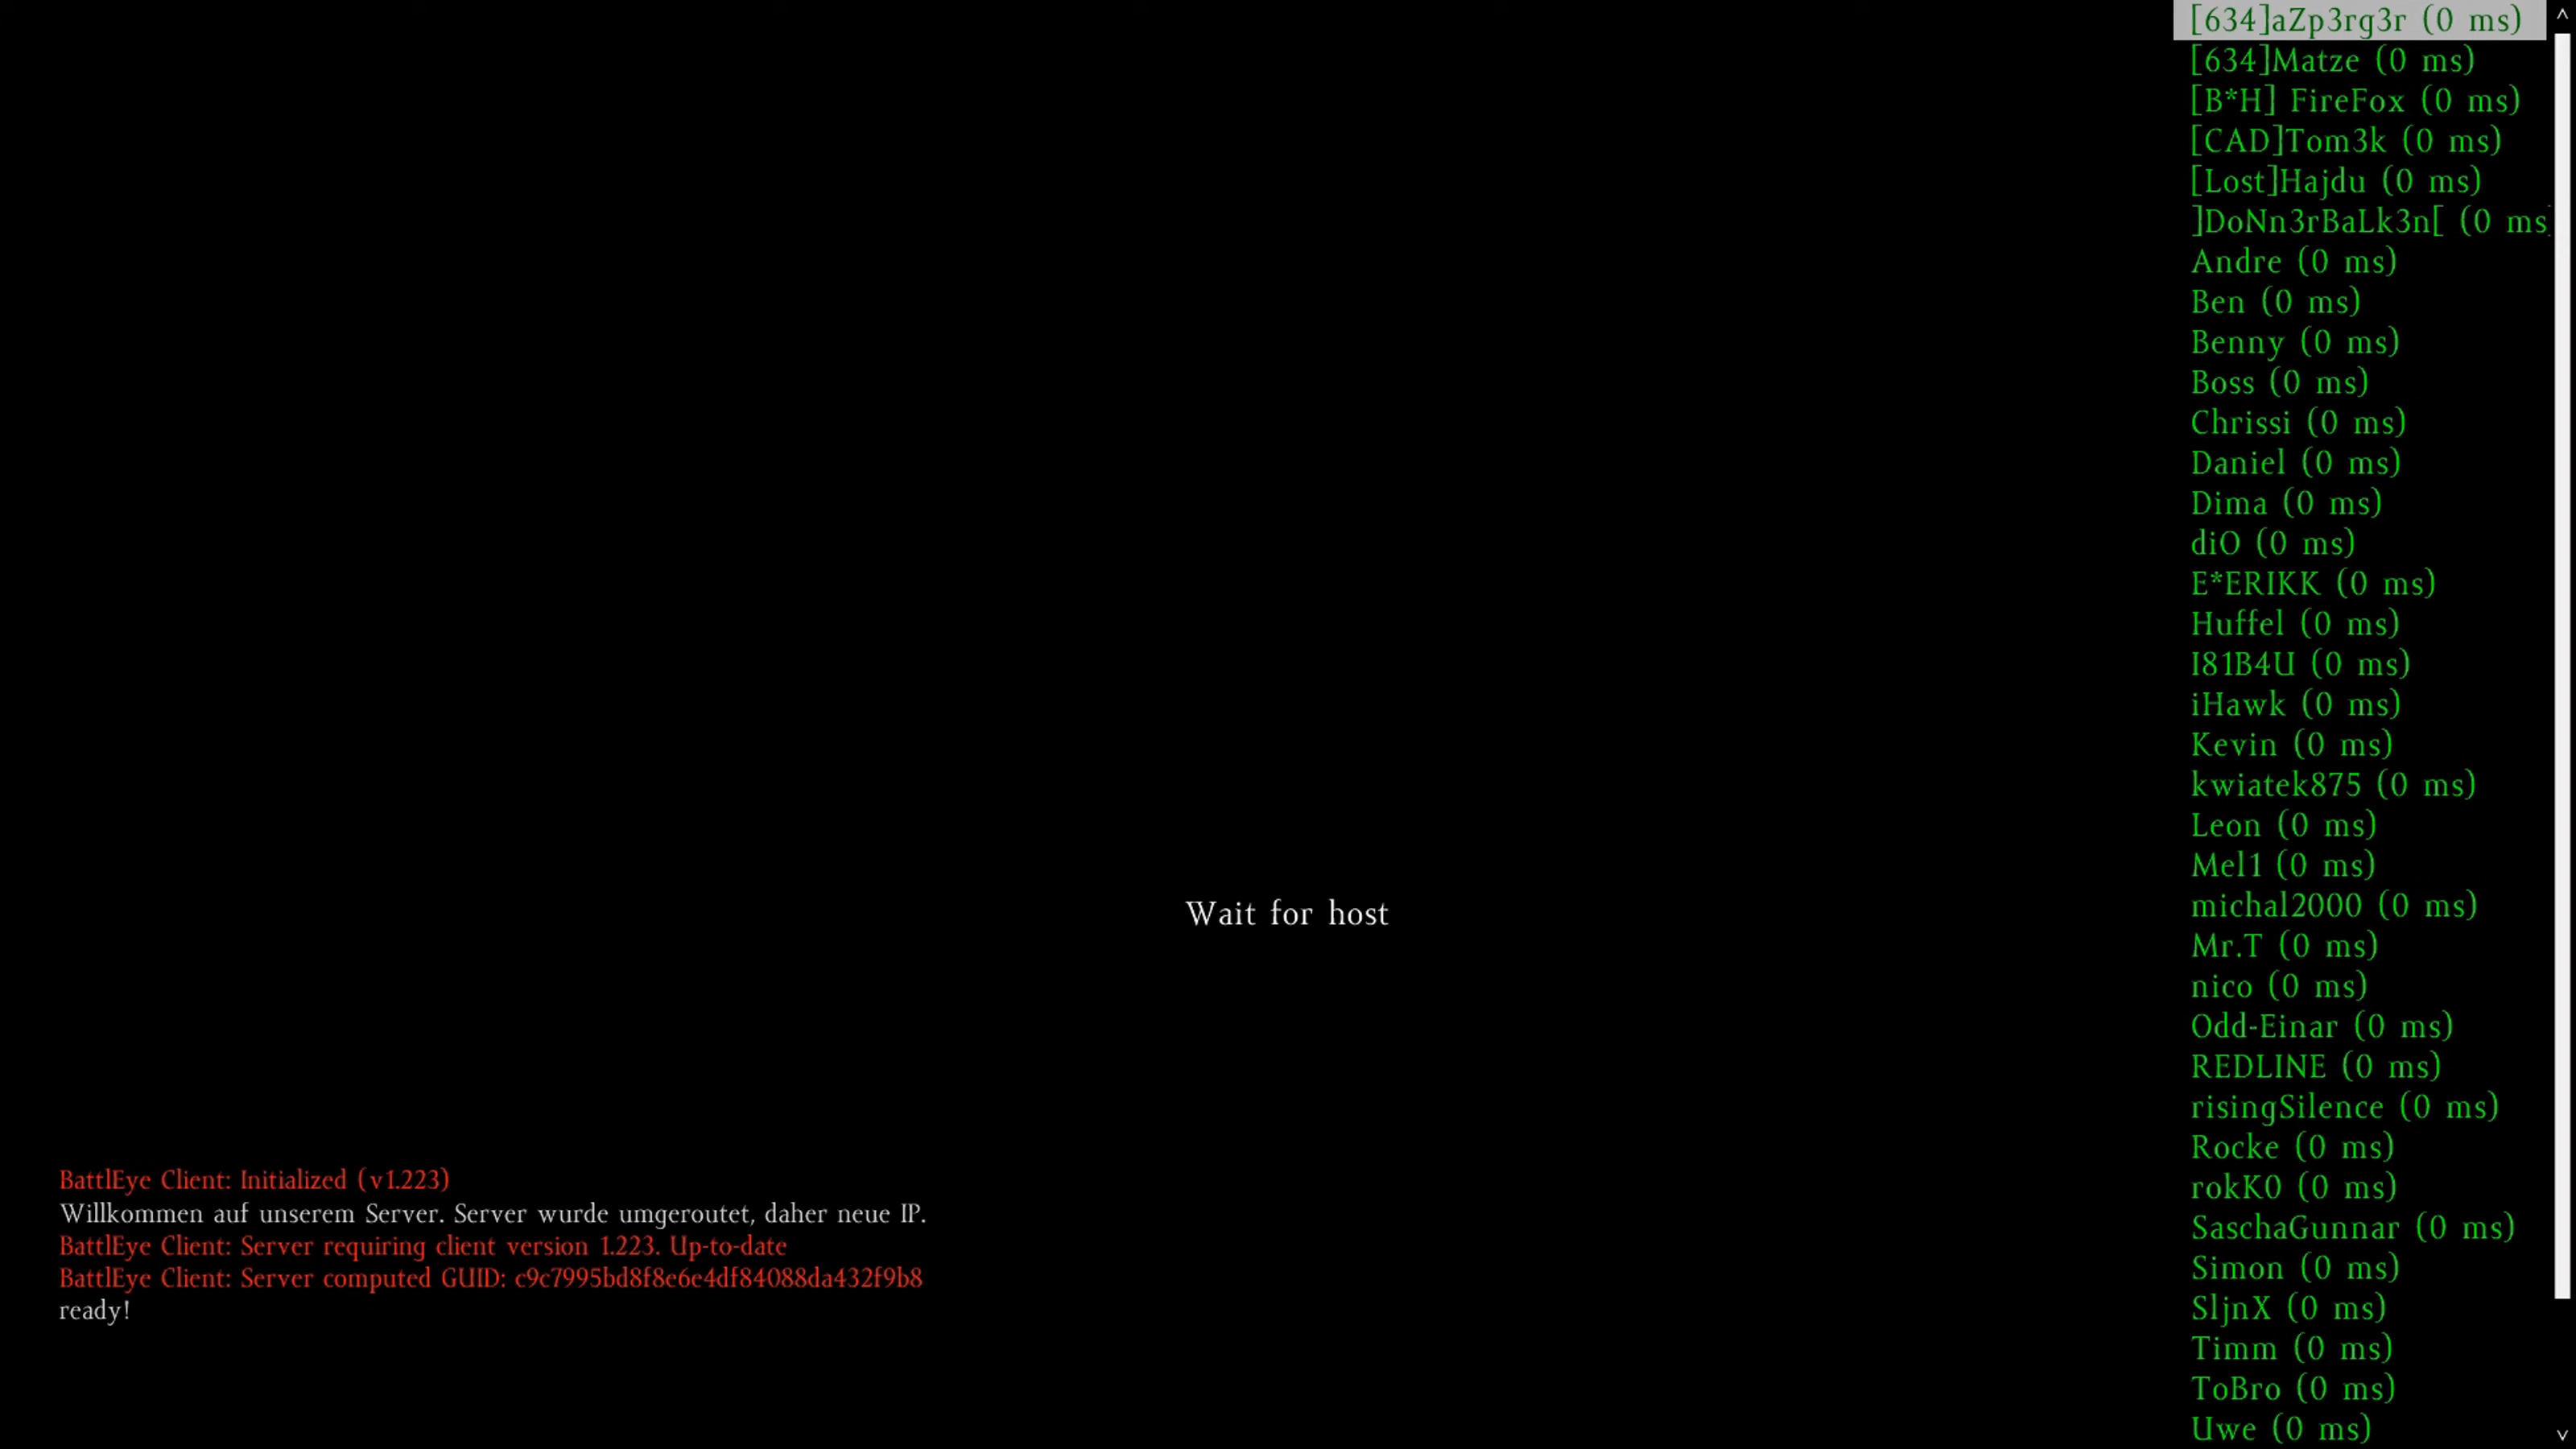 [634]aZp3rg3r (0 ms)
[634]Matze (0 ms)
[B*H] FireFox (0 ms)
[CAD]Tom3k (0 ms)
[Lost]Hajdu (0 ms)
]DoNn3rBaLk3n[ (0 ms)
Andre (0 ms)
Ben (0 ms)
Benny (0 ms)
Boss (0 ms)
Chrissi (0 ms)
Daniel (0 ms)
Dima (0 ms)
diO (0 ms)
E*ERIKK (0 ms)
Huffel (0 ms)
I81B4U (0 ms)
iHawk (0 ms)
Kevin (0 ms)
kwiatek875 (0 ms)
Leon (0 ms)
Mel1 (0 ms)
michal2000 (0 ms)
Mr.T (0 ms)
nico (0 ms)
Odd-Einar (0 ms)
REDLINE (0 ms)
risingSilence (0 ms)
Rocke (0 ms)
rokK0 (0 ms)
SaschaGunnar (0 ms)
Simon (0 ms)
SljnX (0 ms)
Timm (0 ms)
ToBro (0 ms)
Uwe (0 ms)
Wait for host
BattlEye Client: Initialized (v1.223)
Willkommen auf unserem Server. Server wurde umgeroutet, daher neue IP.
BattlEye Client: Server requiring client version 1.223. Up-to-date
BattlEye Client: Server computed GUID: c9c7995bd8f8e6e4df84088da432f9b8
ready!